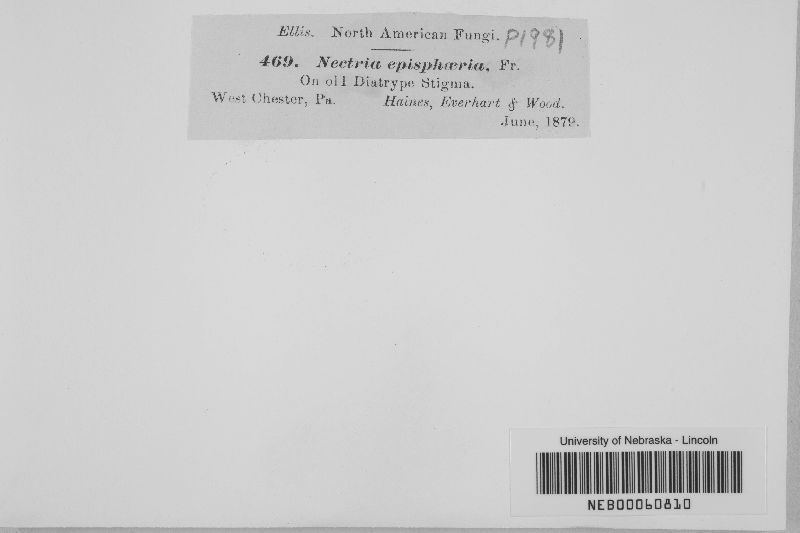 Ellis. North American Fungi. P1981
469. Nectria episphæria, Fr.
On old Diatrype Stigma.
West Chester, Pa. Haines, Everhart & Wood.
June, 1879.
University of Nebraska - Lincoln
NEB00060810